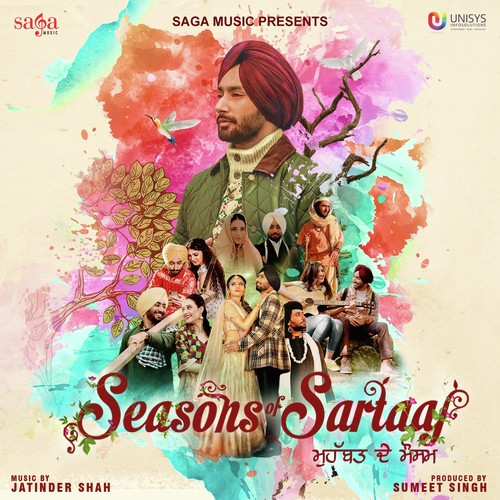 saga
MUSIC
SAGA MUSIC PRESENTS
UNISYS
INFOSOLUTIONS
Seasons of Sartaaj
ਮੁਹੱਬਤ ਦੇ ਮੌਸਮ
MUSIC BY
JATINDER SHAH
PRODUCED BY
SUMEET SINGH